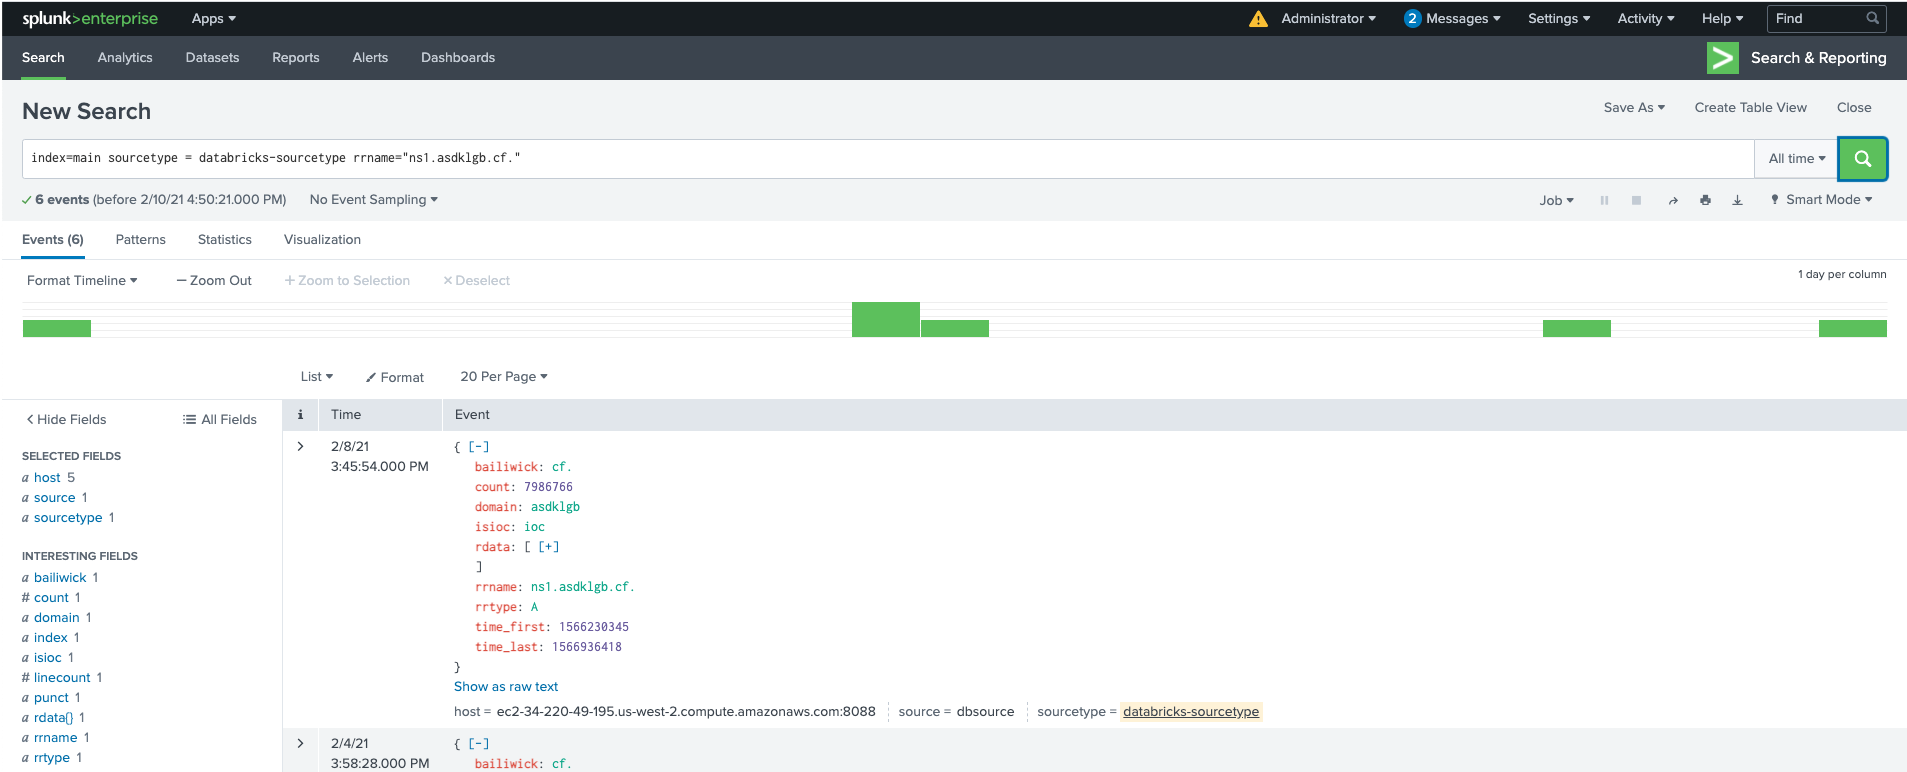 splunk>enterprise Apps Administrator 2 Messages Settings Activity Help Find
Search Analytics Datasets Reports Alerts Dashboards Search & Reporting
New Search Save As Create Table View Close
index=main sourcetype = databricks-sourcetype rrname="ns1.asdklgb.cf." All time
✓ 6 events (before 2/10/21 4:50:21.000 PM) No Event Sampling Job Smart Mode
Events (6) Patterns Statistics Visualization
Format Timeline — Zoom Out + Zoom to Selection × Deselect 1 day per column
List Format 20 Per Page
< Hide Fields All Fields i Time Event
SELECTED FIELDS
a host 5
a source 1
a sourcetype 1
INTERESTING FIELDS
a bailiwick 1
# count 1
a domain 1
a index 1
a isioc 1
# linecount 1
a punct 1
a rdata{} 1
a rrname 1
a rrtype 1
> 2/8/21 { [-]
3:45:54.000 PM bailiwick: cf.
count: 7986766
domain: asdklgb
isioc: ioc
rdata: [ [+]
]
rrname: ns1.asdklgb.cf.
rrtype: A
time_first: 1566230345
time_last: 1566936418
}
Show as raw text
host = ec2-34-220-49-195.us-west-2.compute.amazonaws.com:8088 source = dbsource sourcetype = databricks-sourcetype
> 2/4/21 { [-]
3:58:28.000 PM bailiwick: cf.